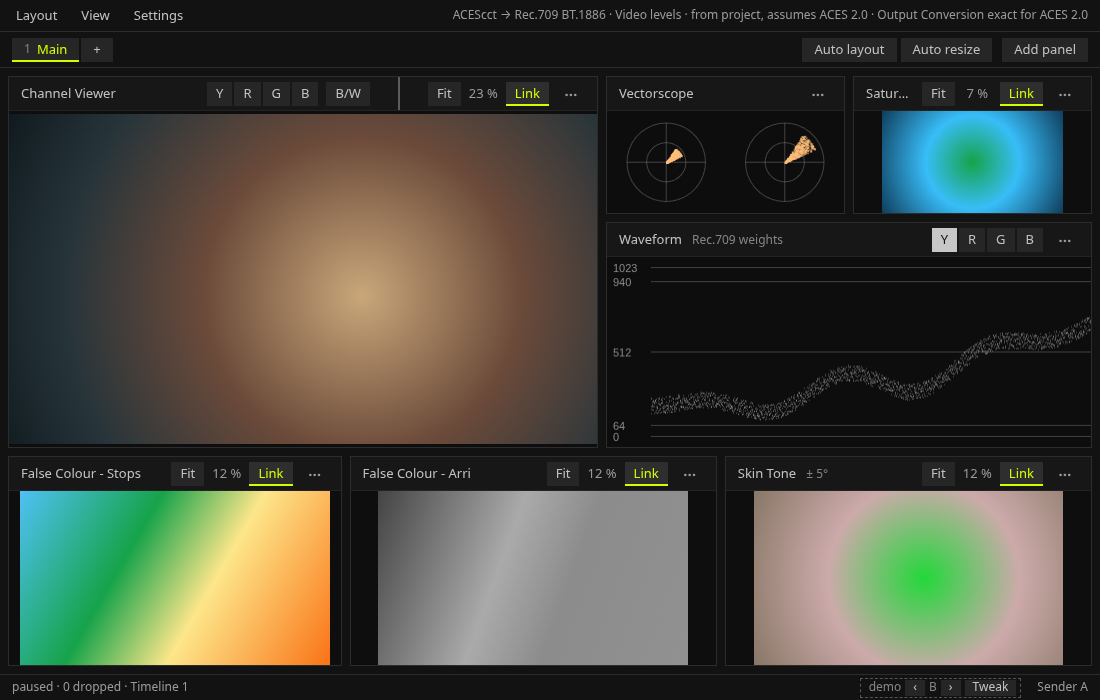 Layout View Settings ACEScct → Rec.709 BT.1886 · Video levels · from project, assumes ACES 2.0 · Output Conversion exact for ACES 2.0
1 Main + Auto layout Auto resize Add panel
Channel Viewer Y R G B B/W Fit 23 % Link ···
Vectorscope ···
Satur... Fit 7 % Link ···
Waveform Rec.709 weights Y R G B ···
1023
940
512
64
0
False Colour - Stops Fit 12 % Link ···
False Colour - Arri Fit 12 % Link ···
Skin Tone ± 5° Fit 12 % Link ···
paused · 0 dropped · Timeline 1 demo ‹ B › Tweak Sender A